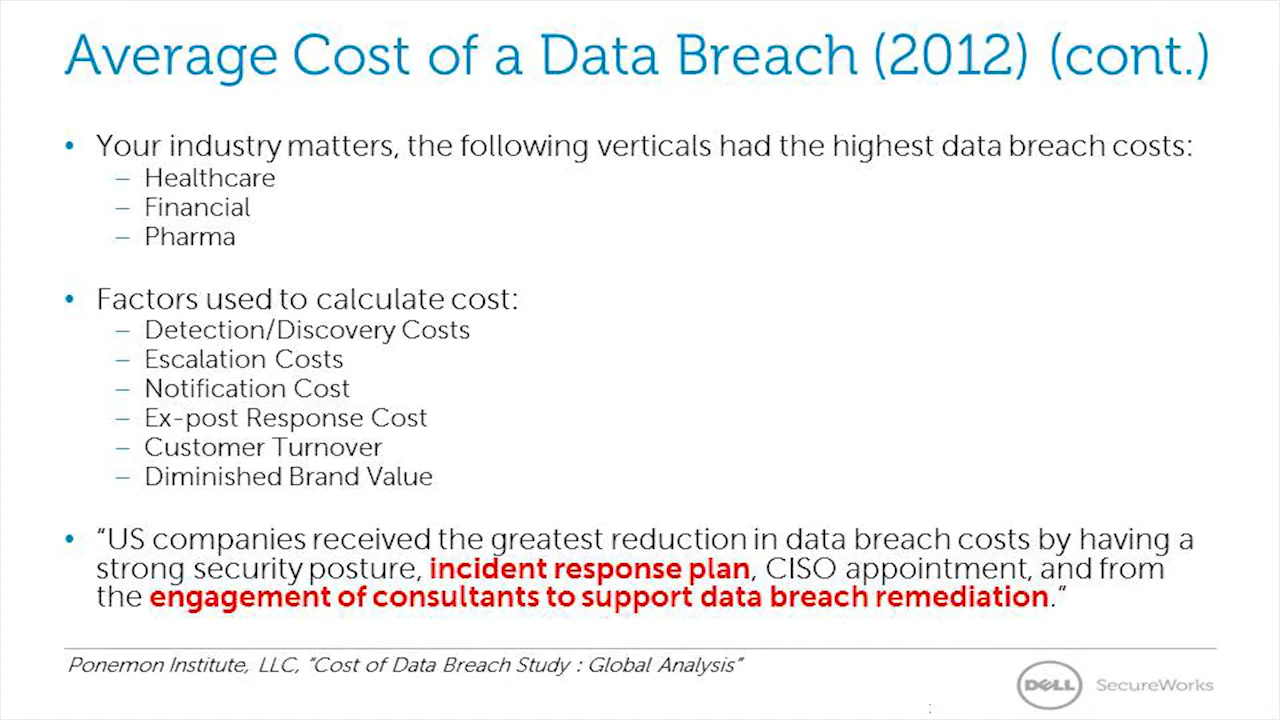 Average Cost of a Data Breach (2012) (cont.)
• Your industry matters, the following verticals had the highest data breach costs:
– Healthcare
– Financial
– Pharma
• Factors used to calculate cost:
– Detection/Discovery Costs
– Escalation Costs
– Notification Cost
– Ex-post Response Cost
– Customer Turnover
– Diminished Brand Value
• “US companies received the greatest reduction in data breach costs by having a
strong security posture, incident response plan, CISO appointment, and from
the engagement of consultants to support data breach remediation.”
Ponemon Institute, LLC, “Cost of Data Breach Study : Global Analysis”
DELL SecureWorks